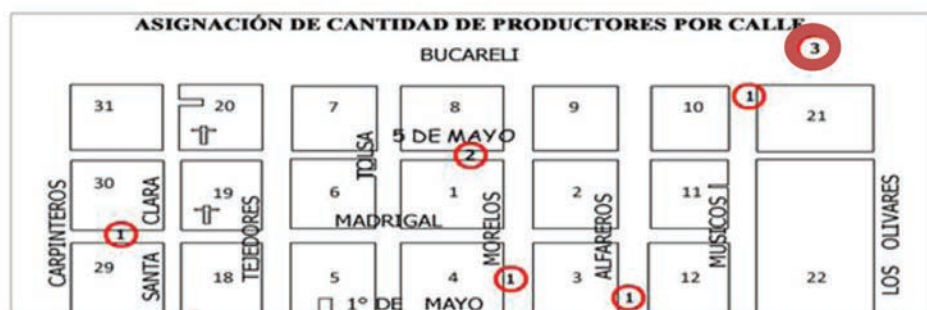 ASIGNACIÓN DE CANTIDAD DE PRODUCTORES POR CALLE
BUCARELI
3
31
20
7
8
9
10
1
21
TOLSA
5 DE MAYO
2
CARPINTEROS
30
SANTA CLARA
19
TEJEDORES
6
1
MORELOS
2
ALFAREROS
11
MUSICOS
LOS OLIVARES
MADRIGAL
1
29
18
5
4
1
3
1
12
22
1° DE MAYO